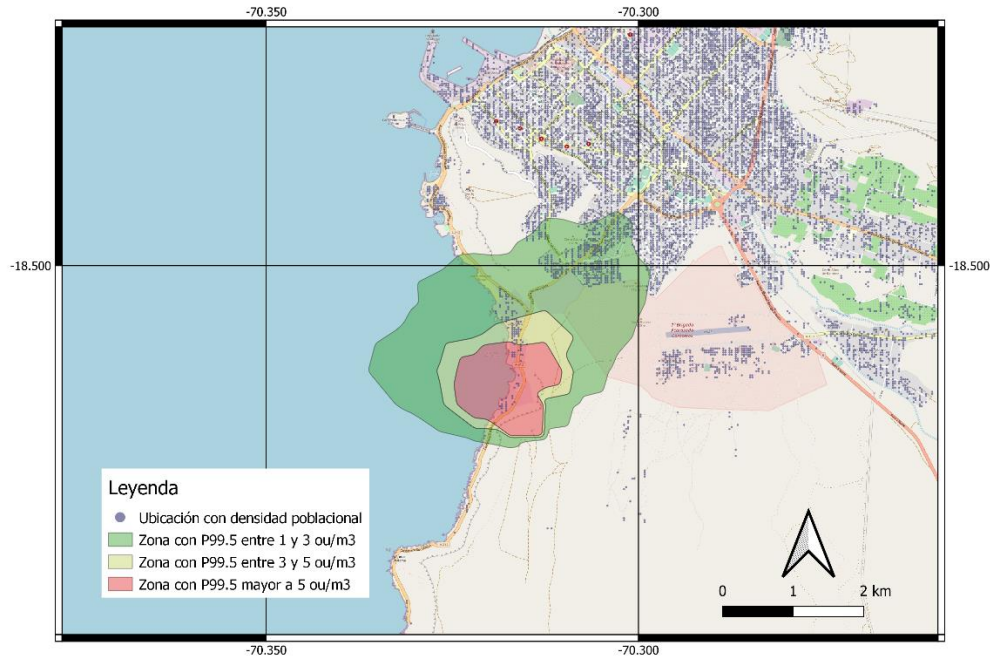 -70.350
-70.300
-18.500
-18.500
Leyenda
Ubicación con densidad poblacional
Zona con P99.5 entre 1 y 3 ou/m3
Zona con P99.5 entre 3 y 5 ou/m3
Zona con P99.5 mayor a 5 ou/m3
0
1
2 km
-70.350
-70.300